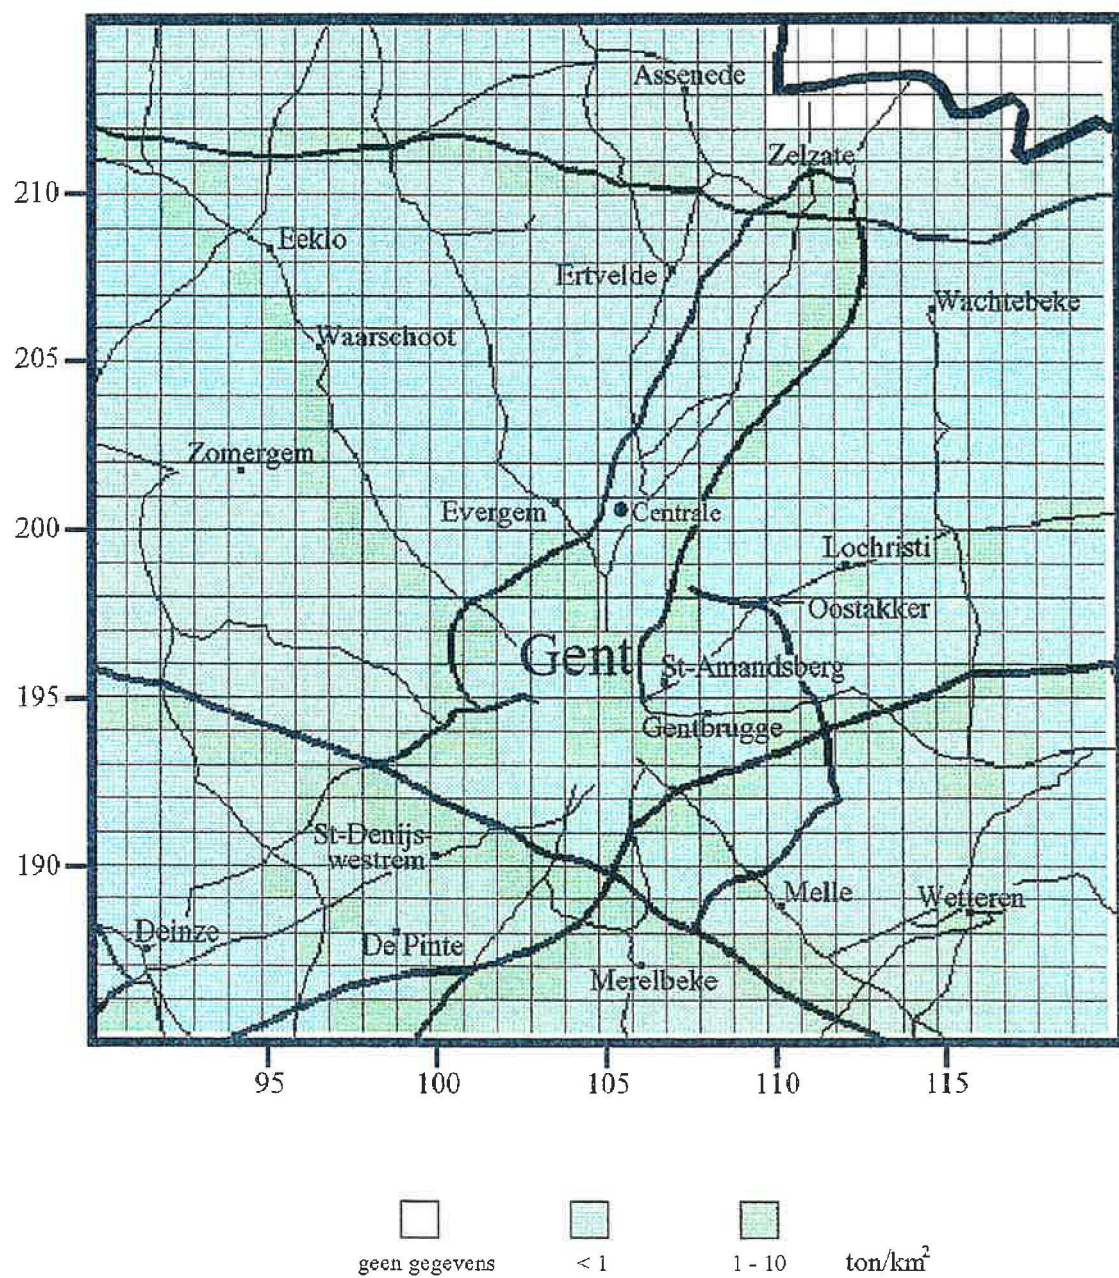 Assenede
Zelzate
210
Eeklo
Ertvelde
Wachtebeke
Waarschoot
205
Zomergem
Evergem
Centrale
200
Lochristi
Oostakker
Gent
St-Amandsberg
195
Gentbrugge
St-Denijs-
westrem
190
Melle
Wetteren
Deinze
De Pinte
Merelbeke
95 100 105 110 115
geen gegevens < 1 1 - 10 ton/km²